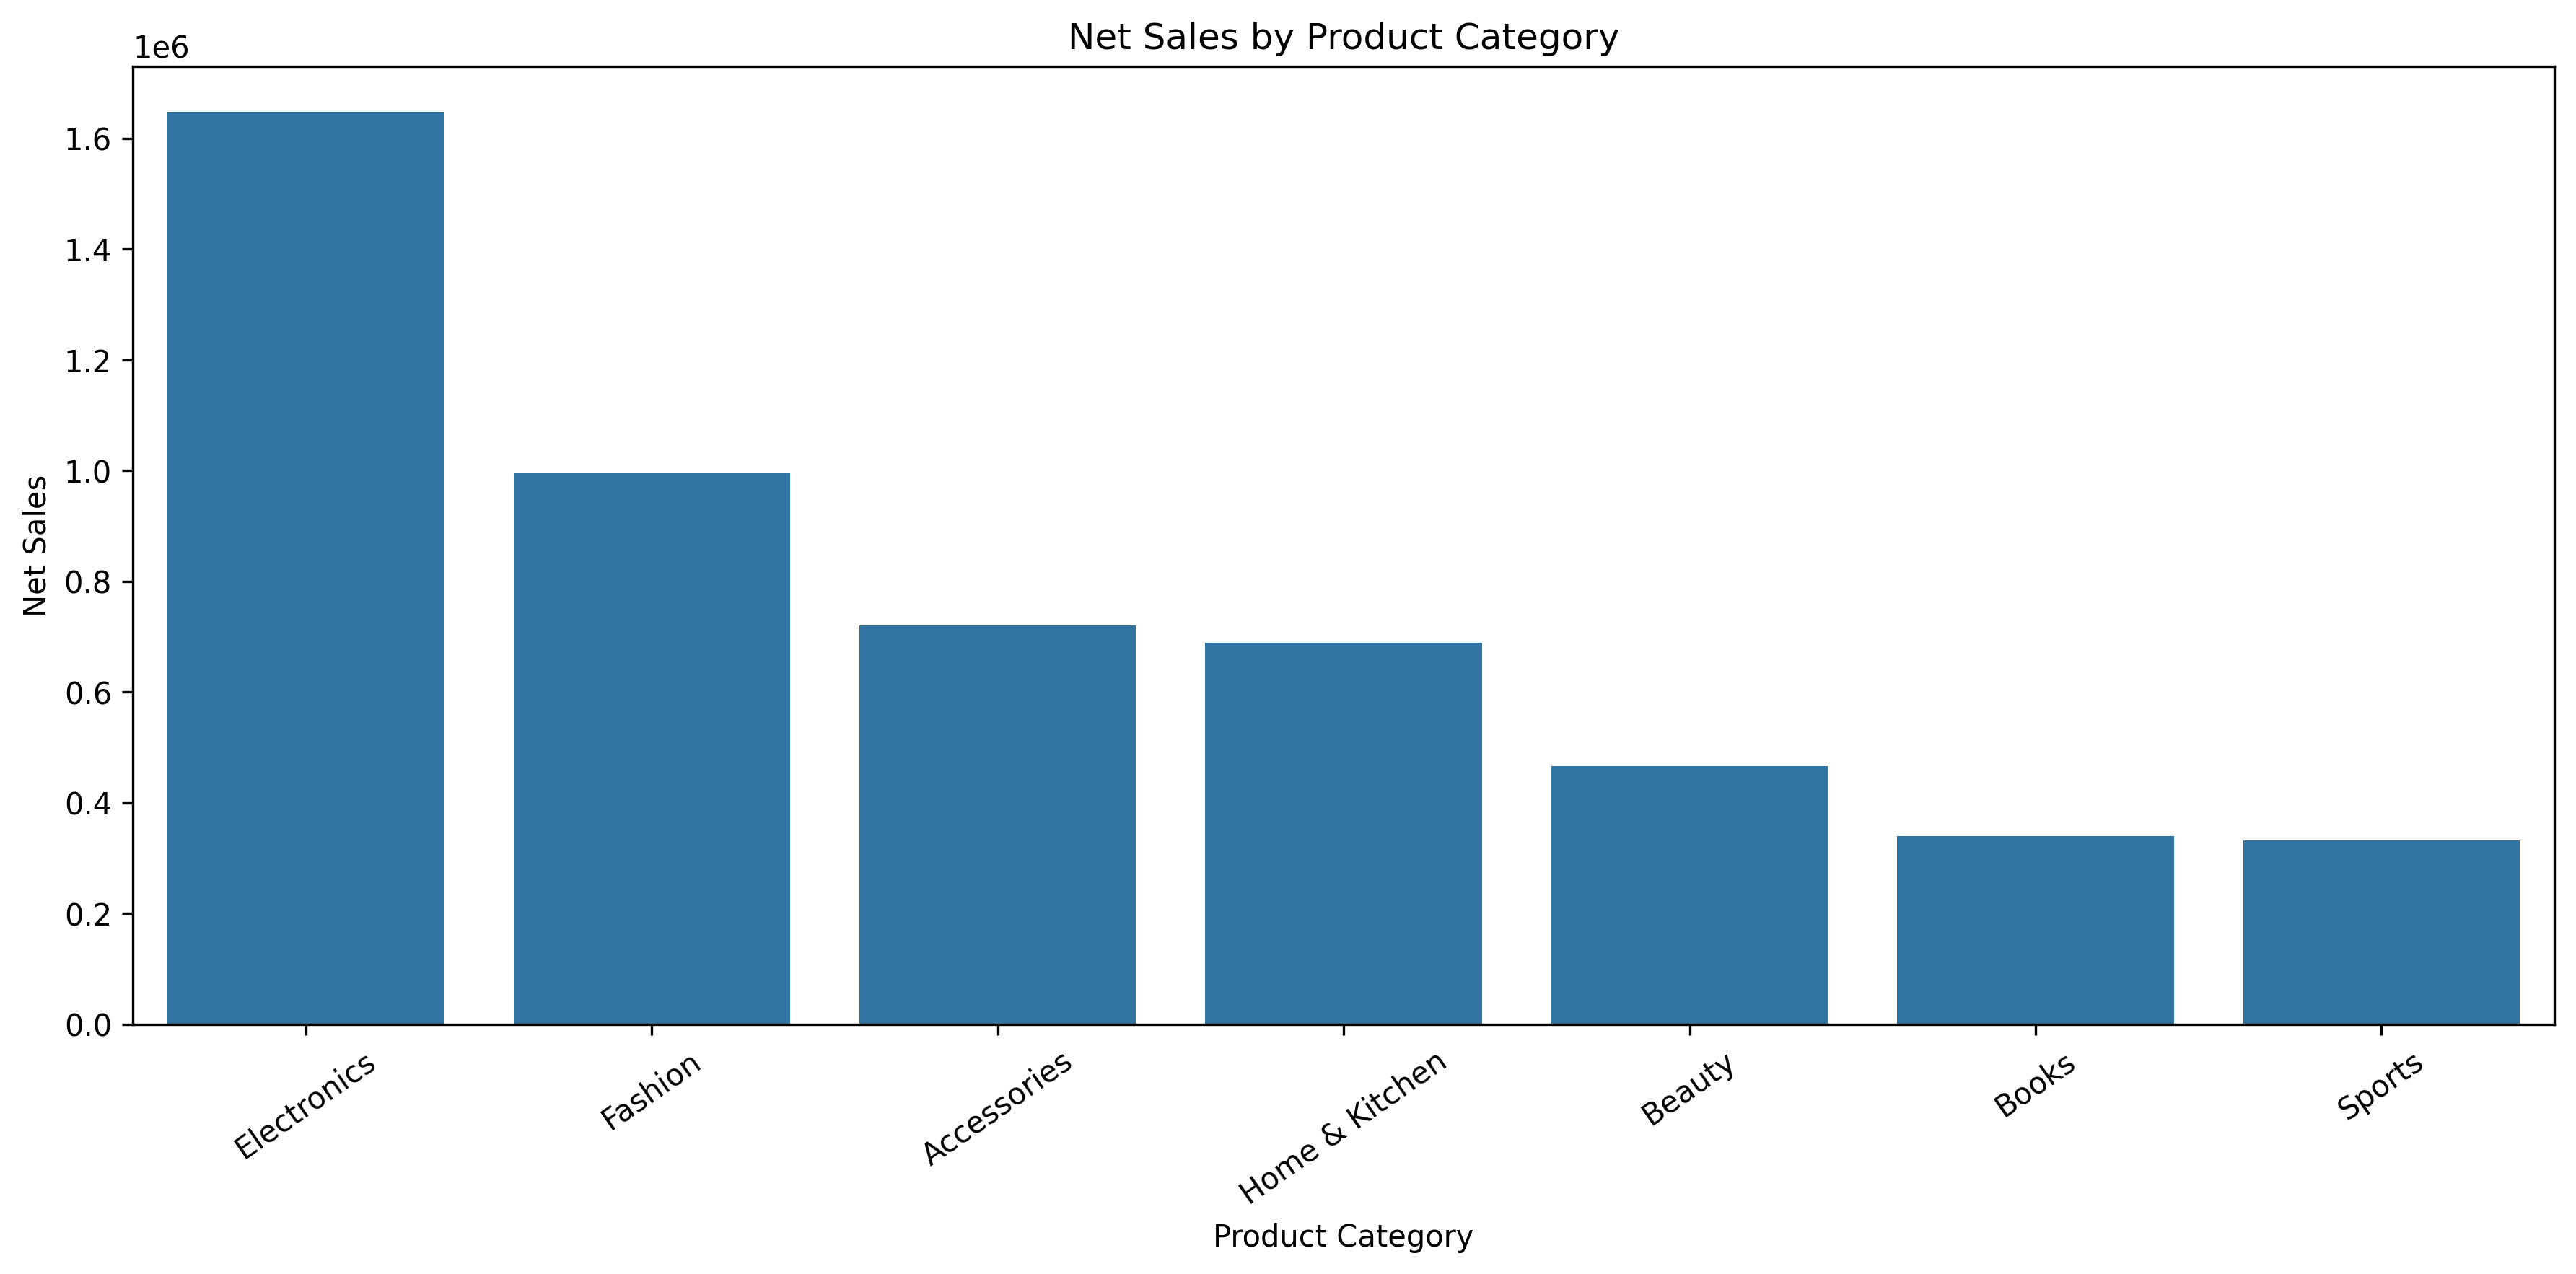 Net Sales by Product Category
1e6
1.6
1.4
1.2
1.0
0.8
0.6
0.4
0.2
0.0
Net Sales
Electronics
Fashion
Accessories
Home & Kitchen
Beauty
Books
Sports
Product Category